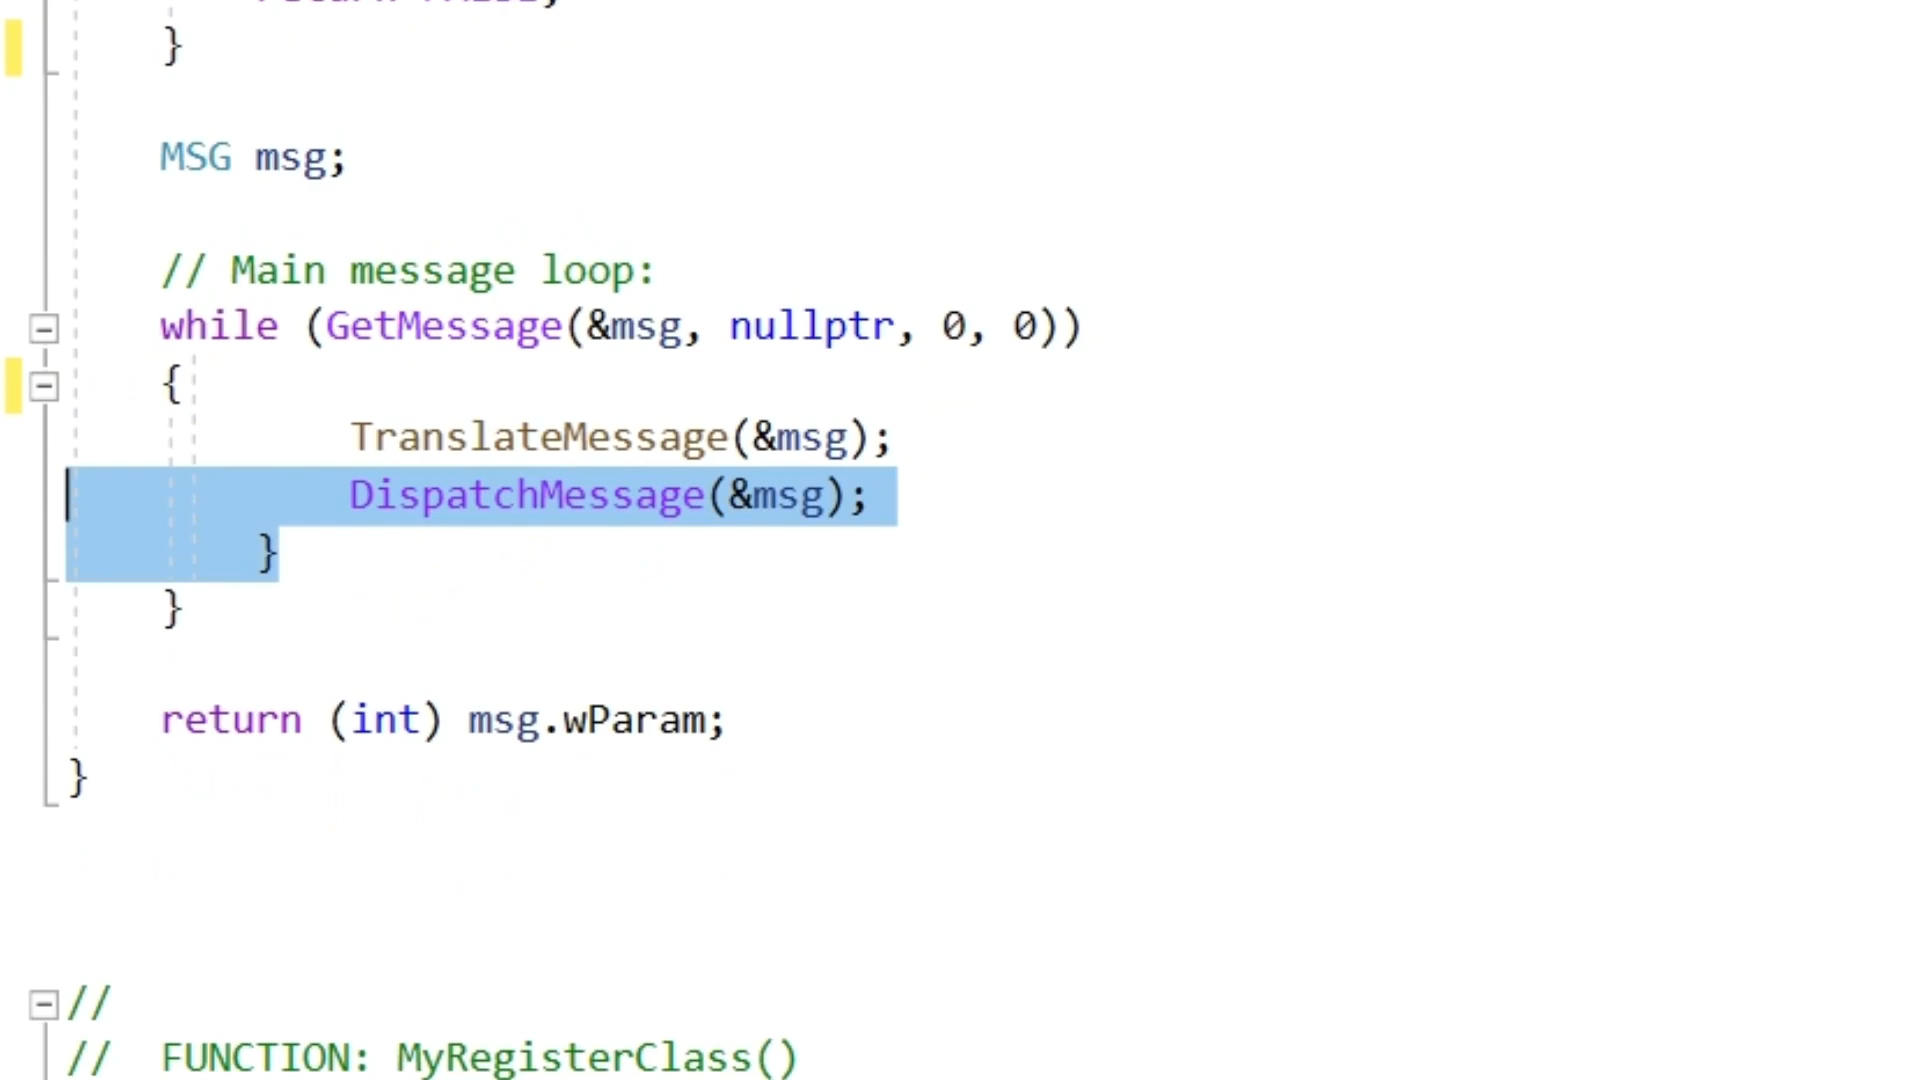 }
MSG msg;
// Main message loop:
while (GetMessage(&msg, nullptr, 0, 0))
{
TranslateMessage(&msg);
DispatchMessage(&msg);
}
}
return (int) msg.wParam;
}
//
// FUNCTION: MyRegisterClass()